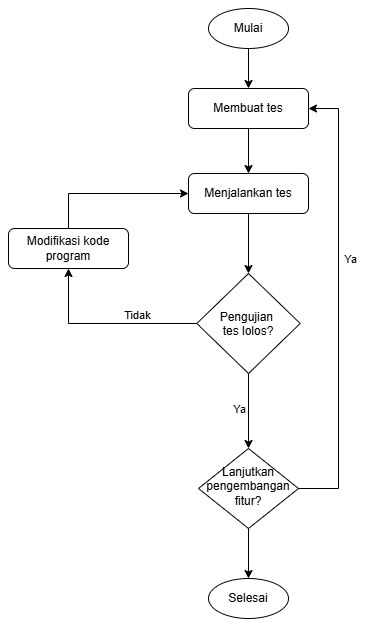 Mulai
Membuat tes
Menjalankan tes
Modifikasi kode
program
Ya
Tidak
Pengujian
tes lolos?
Ya
Lanjutkan
pengembangan
fitur?
Selesai